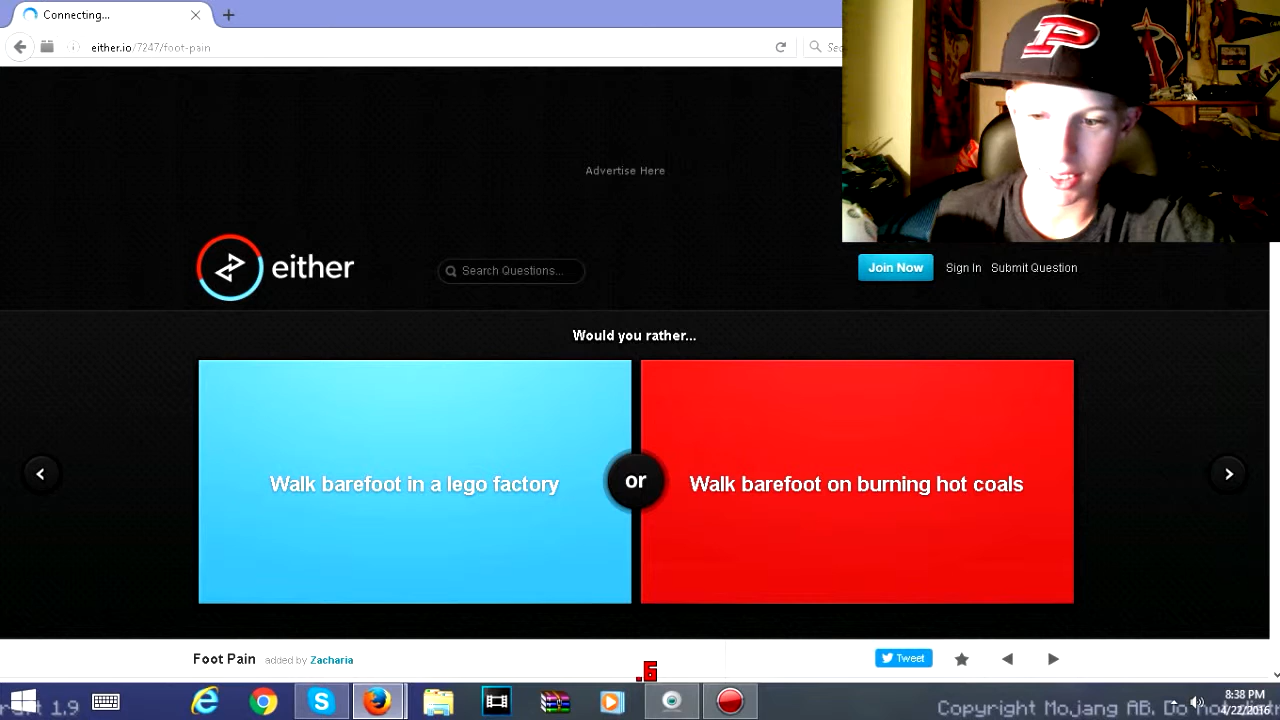 Connecting...
either.io/7247/foot-pain
Advertise Here
P
either
Search Questions...
Join Now
Sign In
Submit Question
Would you rather...
Walk barefoot in a lego factory
or
Walk barefoot on burning hot coals
Foot Pain
added by Zacharia
Tweet
.6
8:38 PM
4/22/2016
1.9
Copyright Mojang AB. Do not